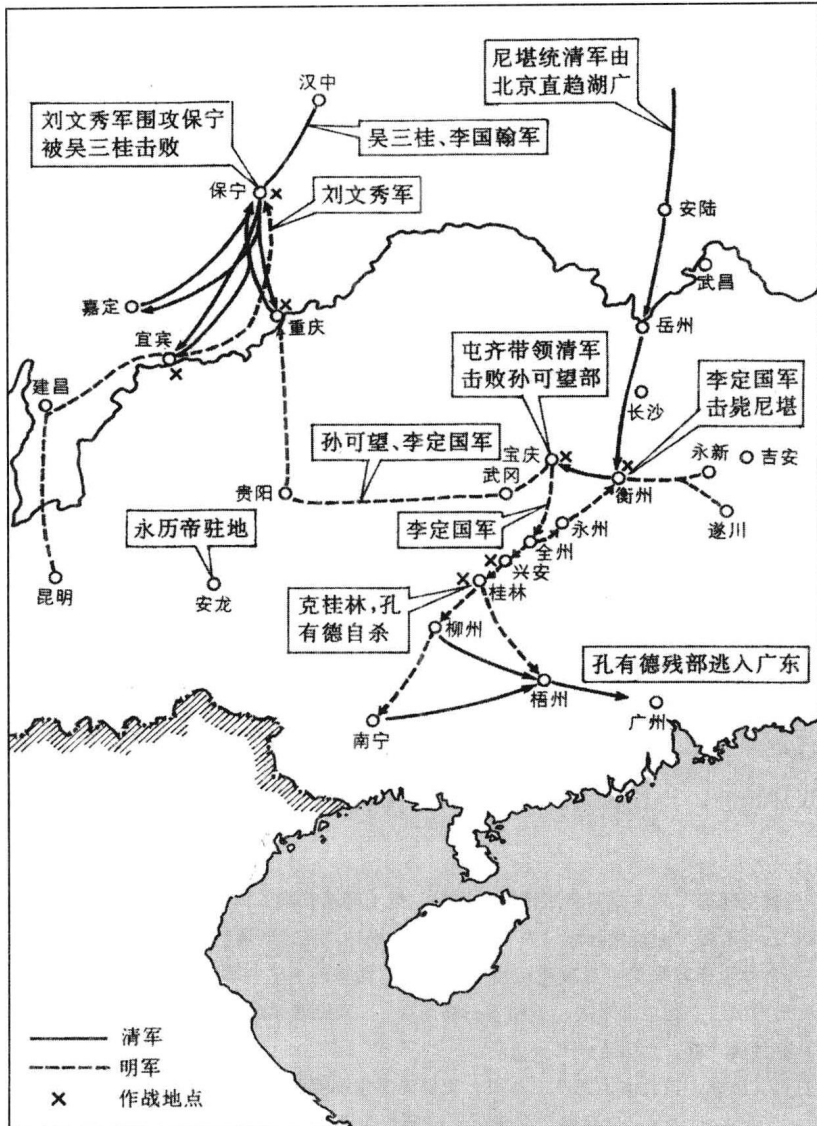 尼堪统清军由
北京直趋湖广
汉中
刘文秀军围攻保宁
被吴三桂击败
吴三桂、李国翰军
保宁
刘文秀军
安陆
武昌
嘉定
重庆
岳州
宜宾
屯齐带领清军
击败孙可望部
李定国军
击毙尼堪
建昌
长沙
孙可望、李定国军
宝庆
武冈
永新
吉安
衡州
贵阳
永历帝驻地
李定国军
永州
遂川
全州
兴安
昆明
安龙
桂林
克桂林，孔
有德自杀
柳州
孔有德残部逃入广东
梧州
广州
南宁
清军
明军
× 作战地点